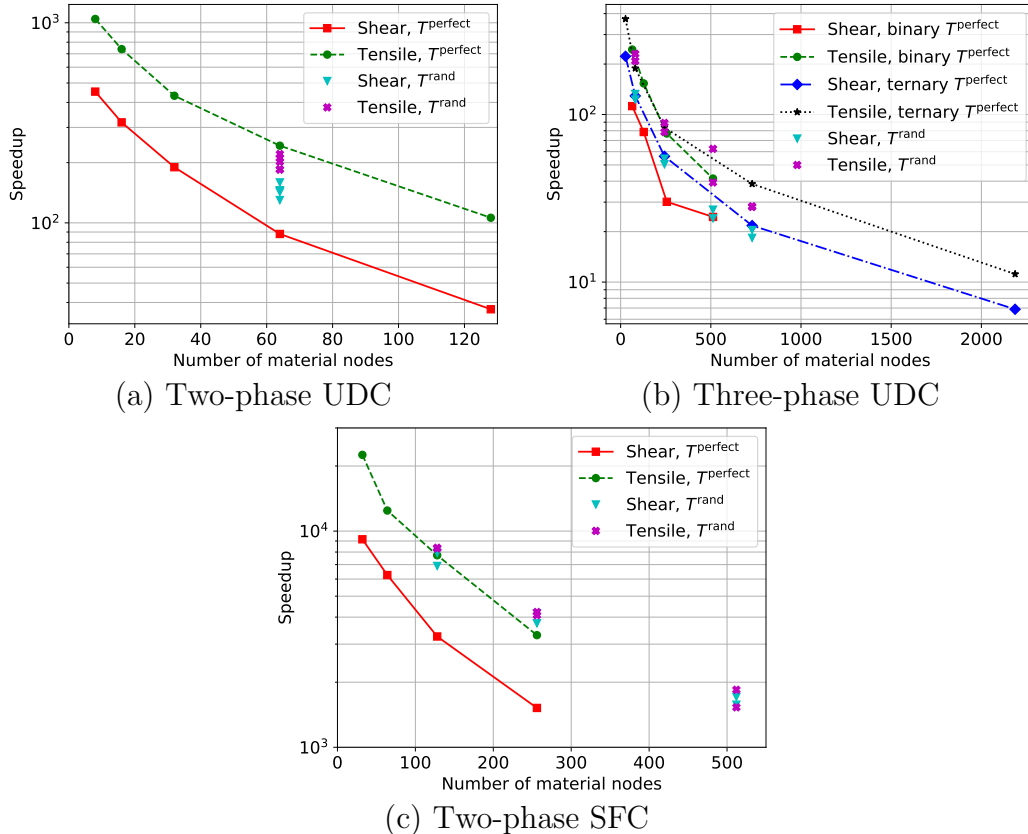 Speedup
10^3
10^2
0 20 40 60 80 100 120
Number of material nodes
Shear, T^perfect
Tensile, T^perfect
Shear, T^rand
Tensile, T^rand
(a) Two-phase UDC
Speedup
10^2
10^1
0 500 1000 1500 2000
Number of material nodes
Shear, binary T^perfect
Tensile, binary T^perfect
Shear, ternary T^perfect
Tensile, ternary T^perfect
Shear, T^rand
Tensile, T^rand
(b) Three-phase UDC
Speedup
10^4
10^3
0 100 200 300 400 500
Number of material nodes
Shear, T^perfect
Tensile, T^perfect
Shear, T^rand
Tensile, T^rand
(c) Two-phase SFC